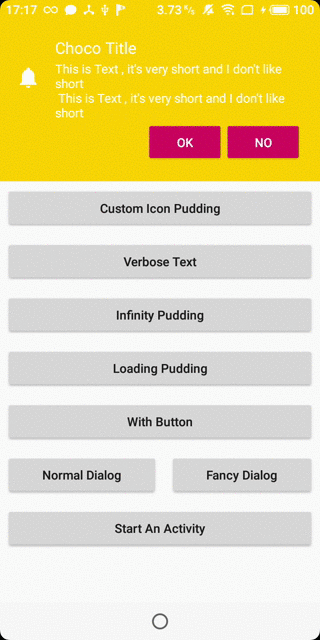 17:17 3.73 K/s 100
Choco Title
This is Text , it's very short and I don't like
short
This is Text , it's very short and I don't like
short
OK NO
Custom Icon Pudding
Verbose Text
Infinity Pudding
Loading Pudding
With Button
Normal Dialog Fancy Dialog
Start An Activity